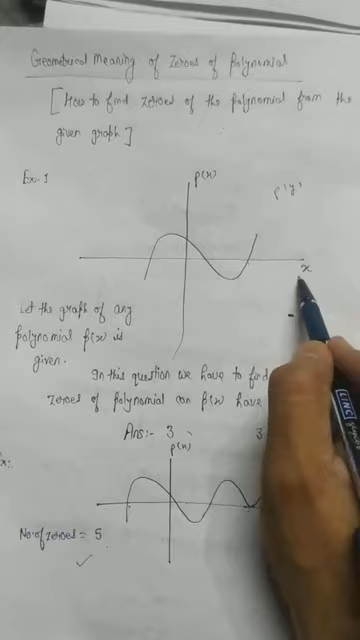 Geometrical Meaning of Zeroes of Polynomial
[How to find zeroes of the polynomial from the
given graph]
Ex. 1
p(x)
p'y'
x
Let the graph of any
polynomial p(x) is
given.
In this question we have to find
zeroes of polynomial can p(x) have
Ans:- 3
3
p(x)
Ex:
No. of zeroes = 5
LINC